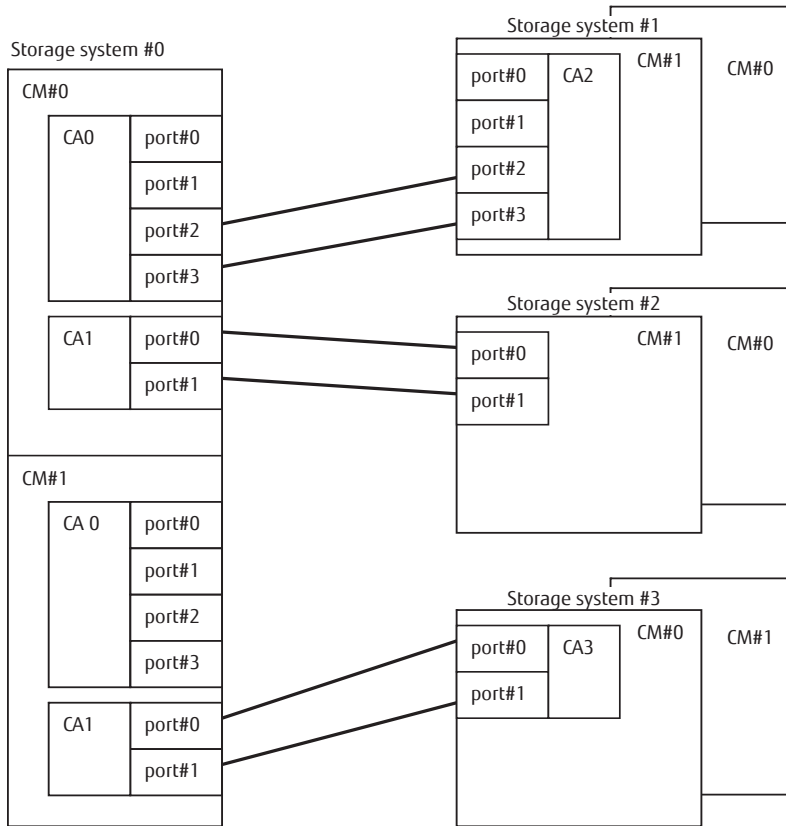 Storage system #0
CM#0
CA0
port#0
port#1
port#2
port#3
CA1
port#0
port#1
CM#1
CA 0
port#0
port#1
port#2
port#3
CA1
port#0
port#1
Storage system #1
port#0
CA2
CM#1
CM#0
port#1
port#2
port#3
Storage system #2
CM#1
CM#0
port#0
port#1
Storage system #3
port#0
CA3
CM#0
CM#1
port#1